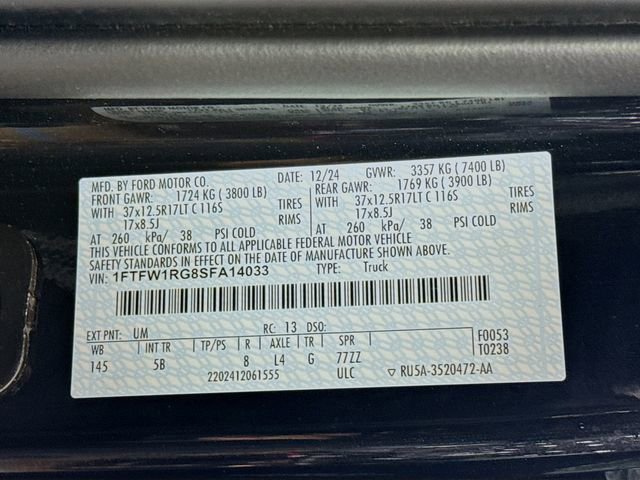 MFD. BY FORD MOTOR CO.
DATE: 12/24 GVWR: 3357 KG ( 7400 LB)
FRONT GAWR: 1724 KG ( 3800 LB) REAR GAWR: 1769 KG ( 3900 LB)
WITH 37x12.5R17LT C 116S TIRES WITH 37x12.5R17LT C 116S TIRES
17x8.5J RIMS 17x8.5J RIMS
AT 260 kPa/ 38 PSI COLD AT 260 kPa/ 38 PSI COLD
THIS VEHICLE CONFORMS TO ALL APPLICABLE FEDERAL MOTOR VEHICLE
SAFETY STANDARDS IN EFFECT ON THE DATE OF MANUFACTURE SHOWN ABOVE.
VIN: 1FTFW1RG8SFA14033 TYPE: Truck
EXT PNT: UM RC: 13 DSO:
WB INT TR TP/PS R AXLE TR SPR F0053
T0238
145 5B 8 L4 G 77ZZ
2202412061555 ULC ▽ RU5A-3520472-AA